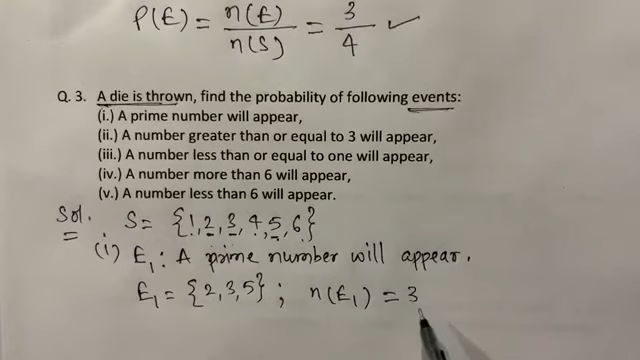 P(E) = n(E) / n(S) = 3 / 4 ✓
Q. 3. A die is thrown, find the probability of following events:
(i.) A prime number will appear,
(ii.) A number greater than or equal to 3 will appear,
(iii.) A number less than or equal to one will appear,
(iv.) A number more than 6 will appear,
(v.) A number less than 6 will appear.
Sol. S = {1, 2, 3, 4, 5, 6}
(i) E₁ : A prime number will appear.
E₁ = {2, 3, 5} ; n(E₁) = 3